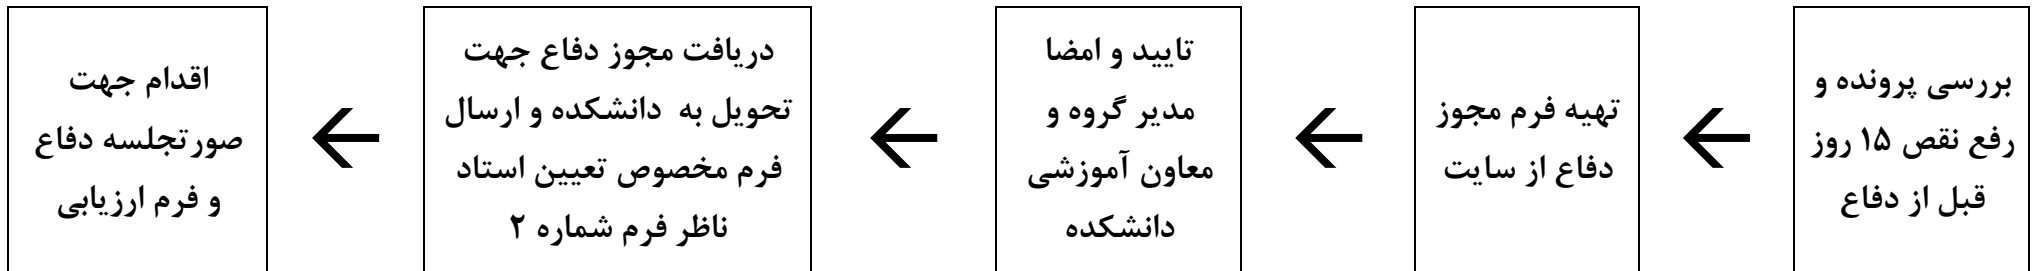 بررسی پرونده و
رفع نقص ۱۵ روز
قبل از دفاع
تهیه فرم مجوز
دفاع از سایت
تایید و امضا
مدیر گروه و
معاون آموزشی
دانشکده
دریافت مجوز دفاع جهت
تحویل به دانشکده و ارسال
فرم مخصوص تعیین استاد
ناظر فرم شماره ۲
اقدام جهت
صورتجلسه دفاع
و فرم ارزیابی